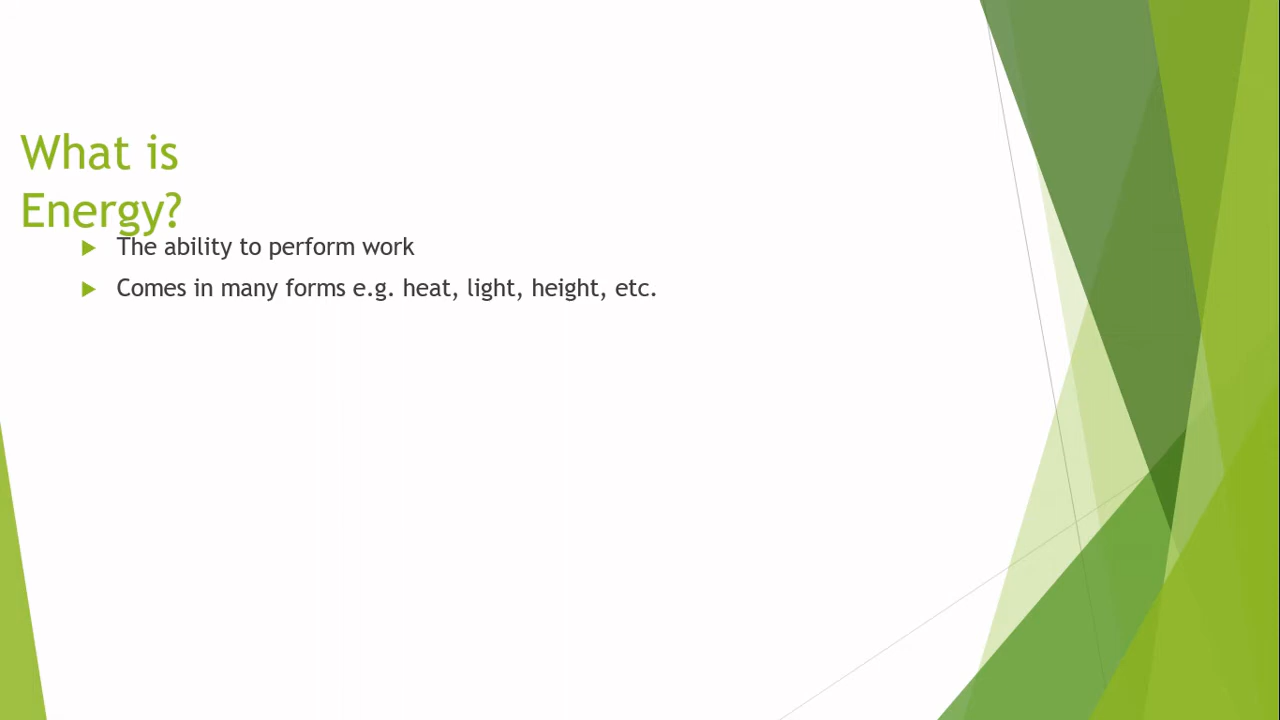 What is
Energy?
The ability to perform work
Comes in many forms e.g. heat, light, height, etc.